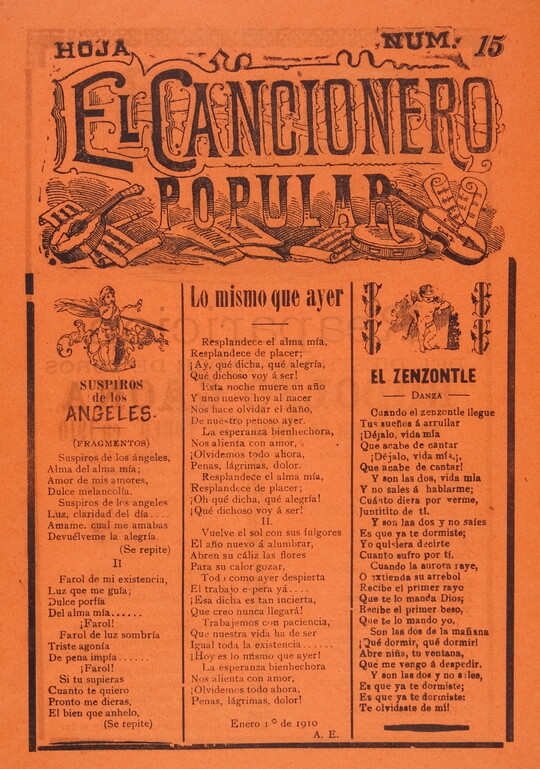 HOJA NUM. 15
EL CANCIONERO
POPULAR
SUSPIROS
de los
ANGELES.
(FRAGMENTOS)
Suspiros de los ángeles,
Alma del alma mía;
Amor de mis amores,
Dulce melancolía.
Suspiros de los angeles
Luz, claridad del día....
Amame. cual me amabas
Devuélveme la alegría.
(Se repite)
II
Farol de mi existencia,
Luz que me guía;
Dulce porfía
Del alma mía......
¡Farol!
Farol de luz sombría
Triste agonía
De pena impía......
¡Farol!
Si tu supieras
Cuanto te quiero
Pronto me dieras,
El bien que anhelo,
(Se repite)
Lo mismo que ayer
Resplandece el alma mía,
Resplandece de placer;
¡Ay, qué dicha, qué alegría,
Qué dichoso voy á ser!
Esta noche muere un año
Y uno nuevo hoy al nacer
Nos hace olvidar el daño,
De nuestro penoso ayer.
La esperanza bienhechora,
Nos alienta con amor,
¡Olvidemos todo ahora,
Penas, lágrimas, dolor.
Resplandece el alma mía,
Resplandece de placer;
¡Oh qué dicha, qué alegría!
¡Qué dichoso voy á ser!
II.
Vuelve el sol con sus fulgores
El año nuevo á alumbrar,
Abren su cáliz las flores
Para su calor gozar,
Todo como ayer despierta
El trabajo espera yá....
¡Esa dicha es tan incierta,
Que creo nunca llegará!
Trabajemos con paciencia,
Que nuestra vida ha de ser
Igual toda la existencia......
¡Hoy es lo mismo que ayer!
La esperanza bienhechora
Nos alienta con amor,
¡Olvidemos todo ahora,
Penas, lágrimas, dolor!
Enero 1º de 1910
A. E.
EL ZENZONTLE
— DANZA —
Cuando el zenzontle llegue
Tus sueños á arrullar
¡Déjalo, vida mía
Que acabe de cantar
¡Déjalo, vida mía,¡
Que acabe de cantar!
Y son las dos, vida mia
Y no sales á hablarme;
Cuánto diera por verme,
Juntitito de tí.
Y son las dos y no sales
Es que ya te dormiste;
Yo quisiera decirte
Cuanto sufro por tí.
Cuando la aurora raye,
O extienda su arrebol
Recibe el primer rayo
Que te lo manda Dios;
Recibe el primer beso,
Que te lo mando yo.
Son las dos de la mañana
¡Qué dormir, qué dormir!
Abre niña, tu ventana,
Que me vengo á despedir.
Y son las dos y no sales,
Es que ya te dormiste;
Es que ya te dormiste;
Te olvidaste de mí!